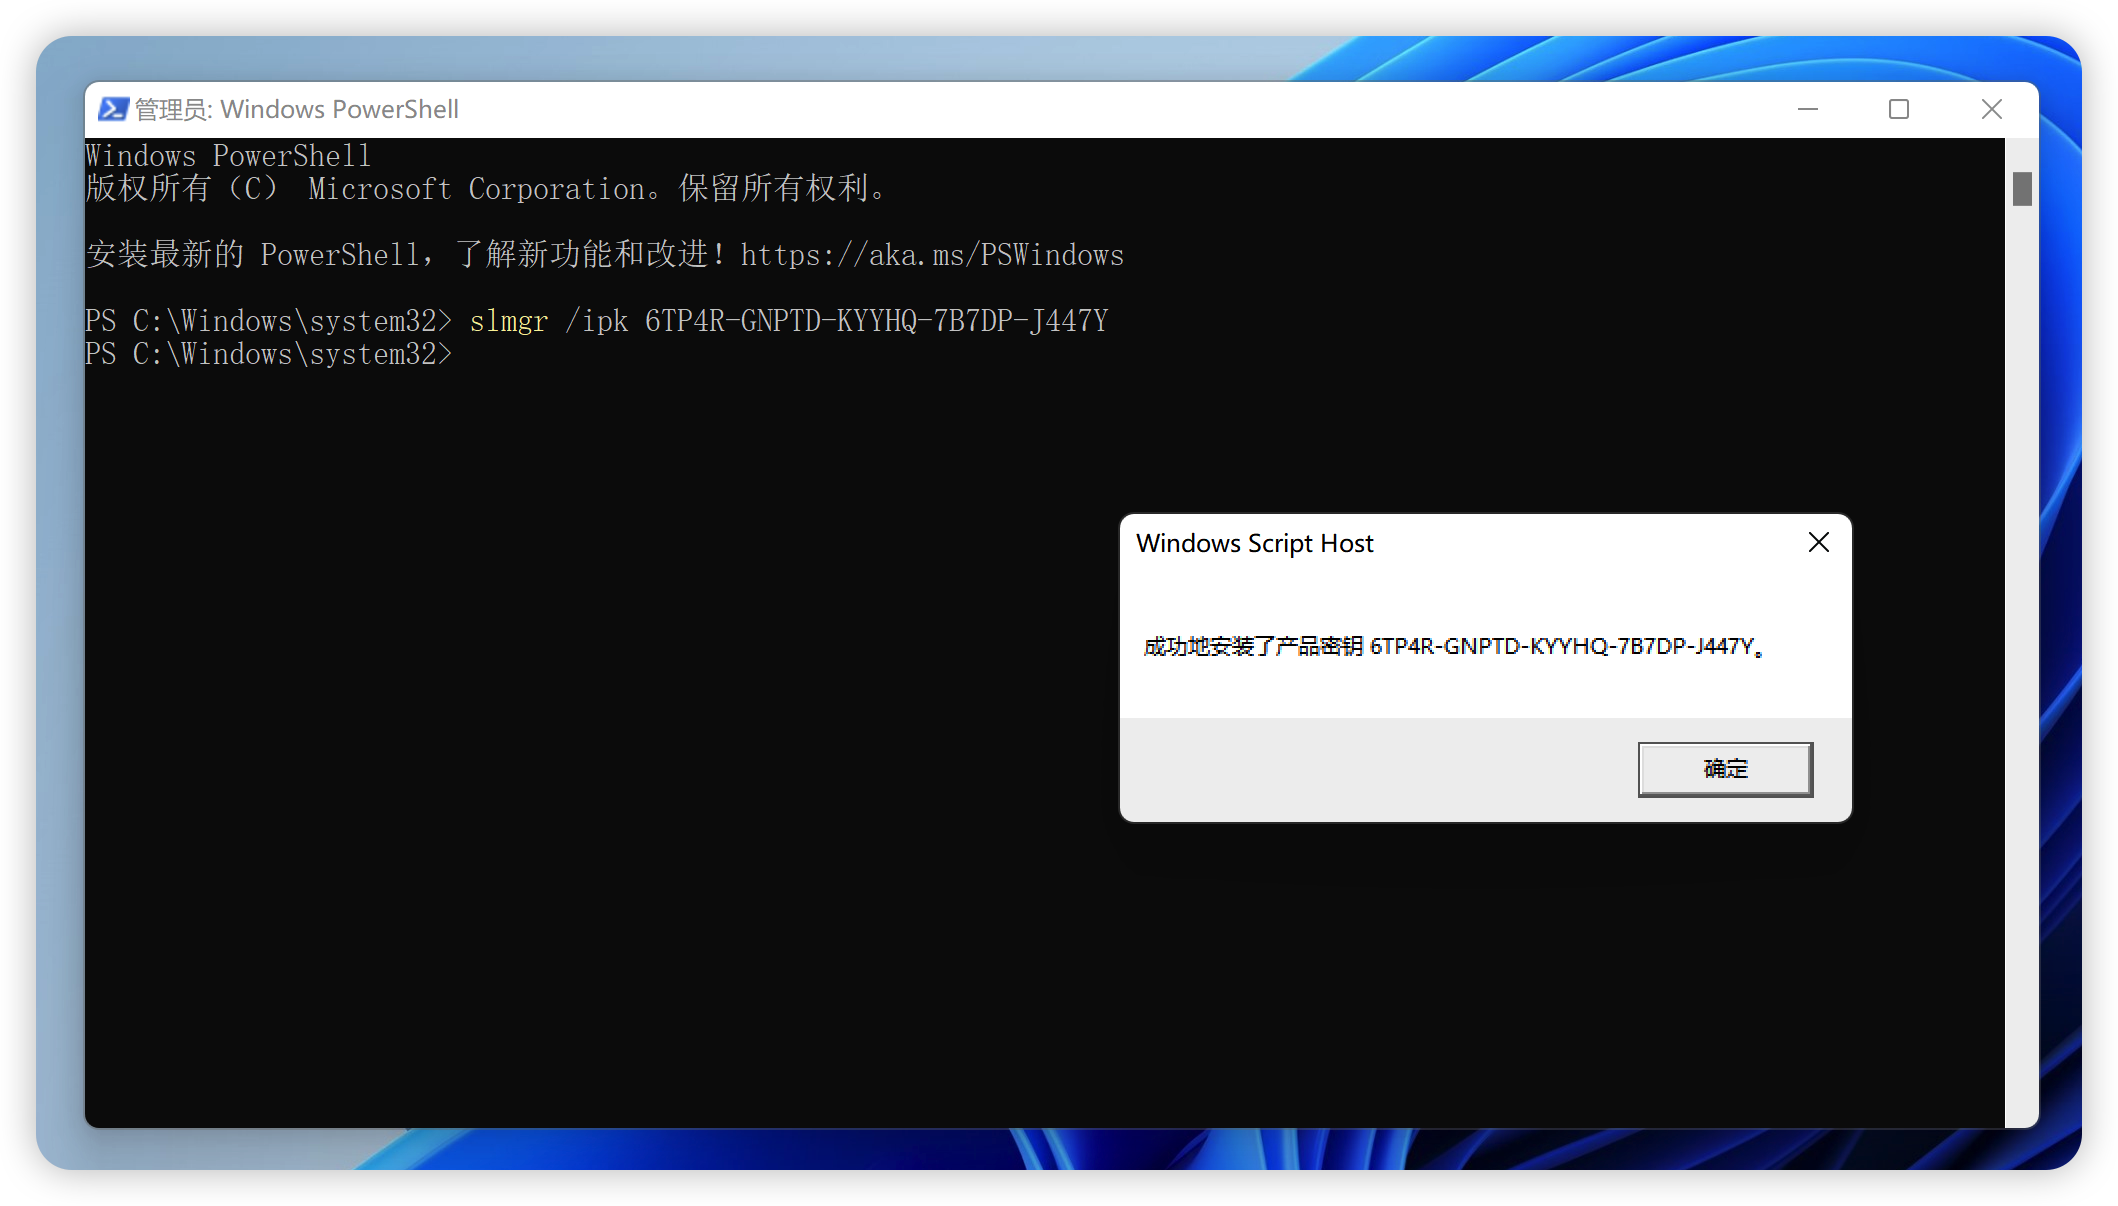 管理员: Windows PowerShell
Windows PowerShell
版权所有（C） Microsoft Corporation。保留所有权利。
安装最新的 PowerShell，了解新功能和改进！https://aka.ms/PSWindows
PS C:\Windows\system32> slmgr /ipk 6TP4R-GNPTD-KYYHQ-7B7DP-J447Y
PS C:\Windows\system32>
Windows Script Host
成功地安装了产品密钥 6TP4R-GNPTD-KYYHQ-7B7DP-J447Y。
确定